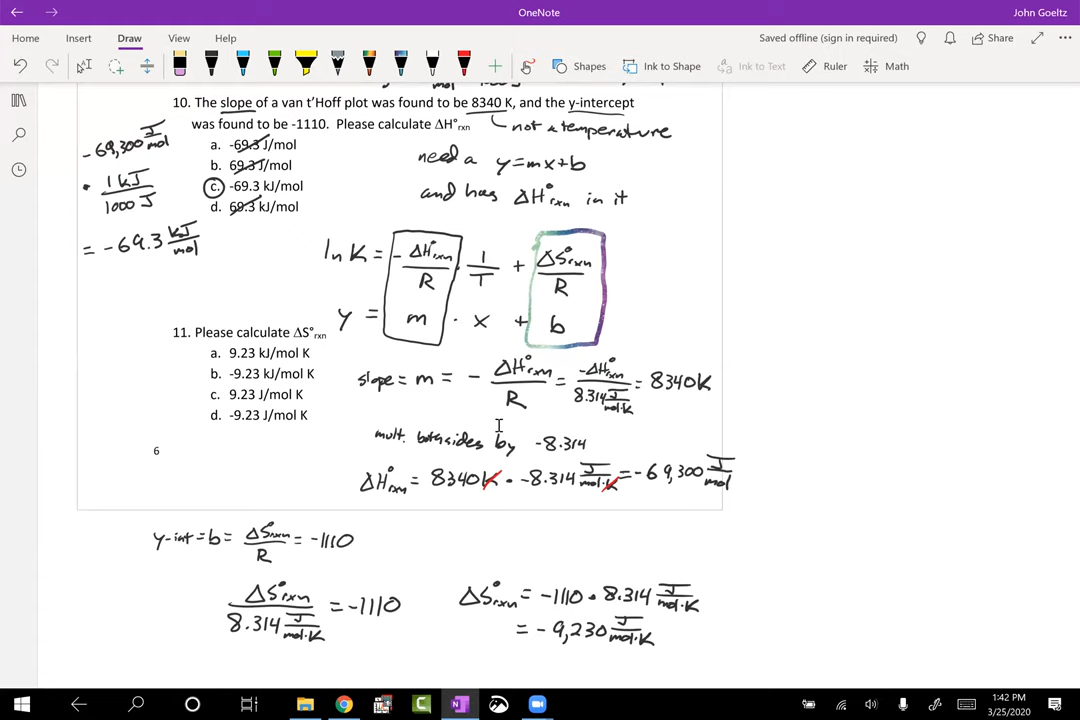 OneNote
John Goeltz
Home Insert Draw View Help
Saved offline (sign in required) Share
Shapes Ink to Shape Ink to Text Ruler Math
10. The slope of a van t'Hoff plot was found to be 8340 K, and the y-intercept
was found to be -1110. Please calculate ΔH°rxn
not a temperature
a. -69.3 J/mol
b. 69.3 J/mol
c. -69.3 kJ/mol
d. 69.3 kJ/mol
-69,300 J/mol
· 1 kJ/1000 J
= -69.3 kJ/mol
need a y=mx+b
and has ΔH°rxn in it
ln K = -ΔH°rxn/R · 1/T + ΔS°rxn/R
y = m · x + b
11. Please calculate ΔS°rxn
a. 9.23 kJ/mol K
b. -9.23 kJ/mol K
c. 9.23 J/mol K
d. -9.23 J/mol K
slope = m = - ΔH°rxn/R = -ΔH°rxn/8.314 J/mol·K = 8340K
mult. both sides by -8.314
ΔH°rxn = 8340K · -8.314 J/mol·K = -69,300 J/mol
6
y-int = b = ΔS°rxn/R = -1110
ΔS°rxn/8.314 J/mol·K = -1110
ΔS°rxn = -1110 · 8.314 J/mol·K
= -9,230 J/mol·K
1:42 PM
3/25/2020